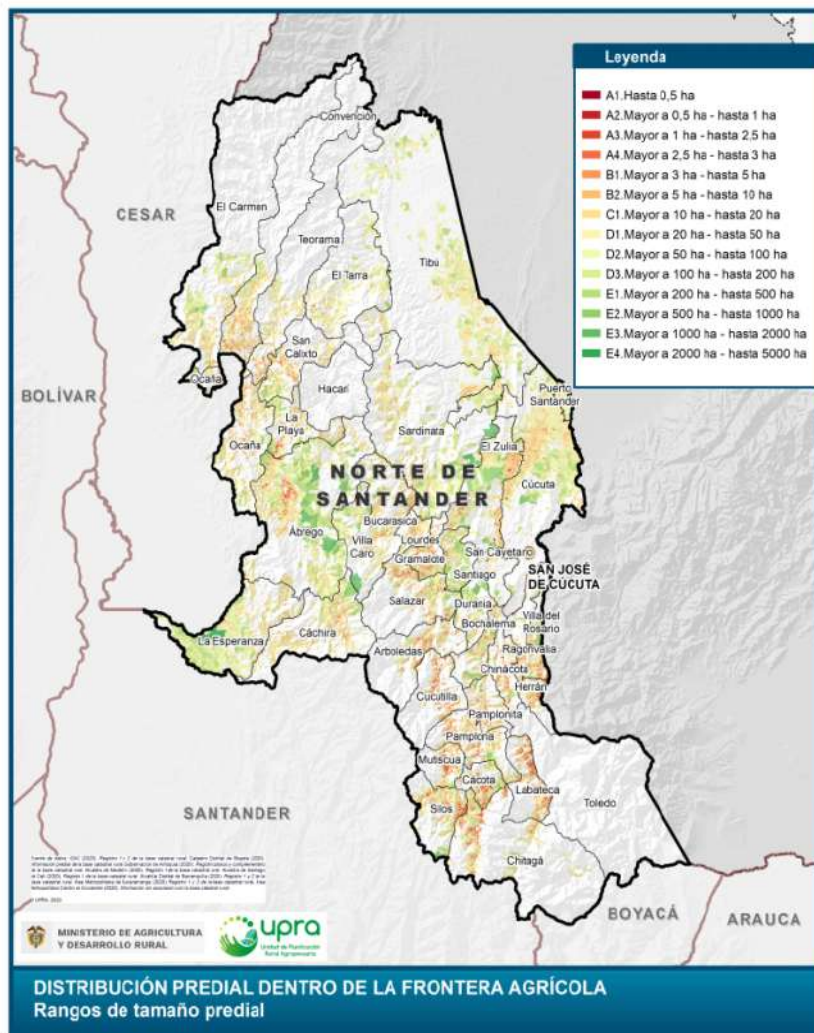 Leyenda
A1.Hasta 0,5 ha
A2.Mayor a 0,5 ha - hasta 1 ha
A3.Mayor a 1 ha - hasta 2,5 ha
A4.Mayor a 2,5 ha - hasta 3 ha
B1.Mayor a 3 ha - hasta 5 ha
B2.Mayor a 5 ha - hasta 10 ha
C1.Mayor a 10 ha - hasta 20 ha
D1.Mayor a 20 ha - hasta 50 ha
D2.Mayor a 50 ha - hasta 100 ha
D3.Mayor a 100 ha - hasta 200 ha
E1.Mayor a 200 ha - hasta 500 ha
E2.Mayor a 500 ha - hasta 1000 ha
E3.Mayor a 1000 ha - hasta 2000 ha
E4.Mayor a 2000 ha - hasta 5000 ha
Convención
El Carmen
CESAR
Teorama
El Tarra
Tibú
San
Calixto
Ocaña
Hacarí
BOLÍVAR
Puerto
Santander
La
Playa
Sardinata
Ocaña
El Zulia
NORTE DE
SANTANDER
Cúcuta
Ábrego
Bucarasica
Villa
Caro
Lourdes
Gramalote
San Cayetano
Santiago
SAN JOSÉ
DE CÚCUTA
Salazar
Durania
Villa del
Rosario
Bochalema
La Esperanza
Cáchira
Arboledas
Ragonvalia
Chinácota
Herrán
Cucutilla
Pamplonita
Pamplona
Mutiscua
Cácota
Labateca
Toledo
Silos
SANTANDER
Chitagá
BOYACÁ
ARAUCA
MINISTERIO DE AGRICULTURA
Y DESARROLLO RURAL
upra
Unidad de Planificación
Rural Agropecuaria
DISTRIBUCIÓN PREDIAL DENTRO DE LA FRONTERA AGRÍCOLA
Rangos de tamaño predial